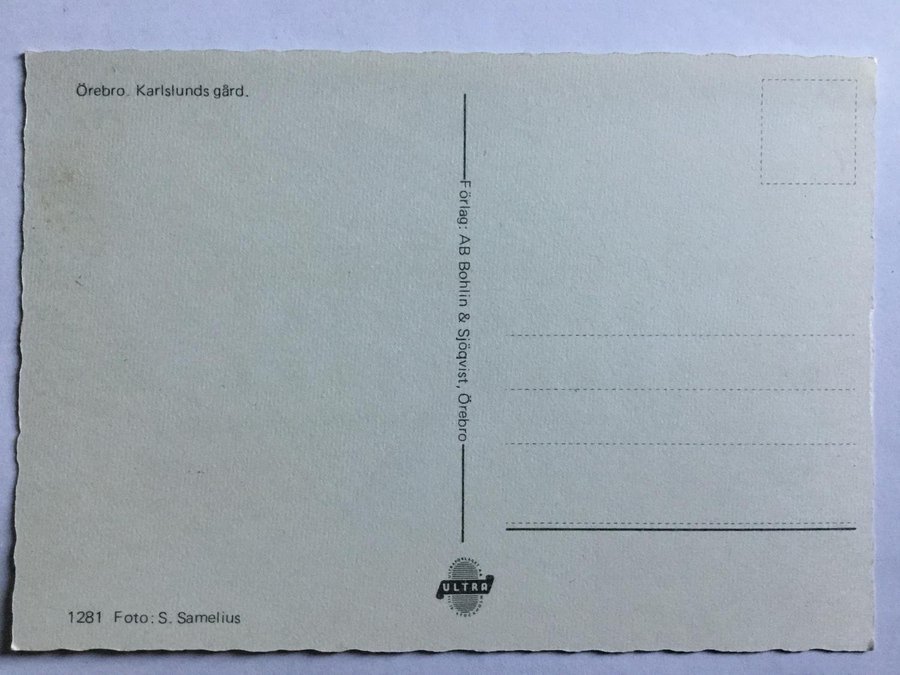 Örebro. Karlslunds gård.
Förlag: AB Bohlin & Sjöqvist, Örebro
ULTRA
1281 Foto: S. Samelius